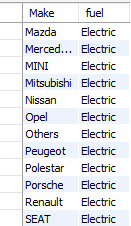 Make fuel
Mazda Electric
Merced... Electric
MINI Electric
Mitsubishi Electric
Nissan Electric
Opel Electric
Others Electric
Peugeot Electric
Polestar Electric
Porsche Electric
Renault Electric
SEAT Electric